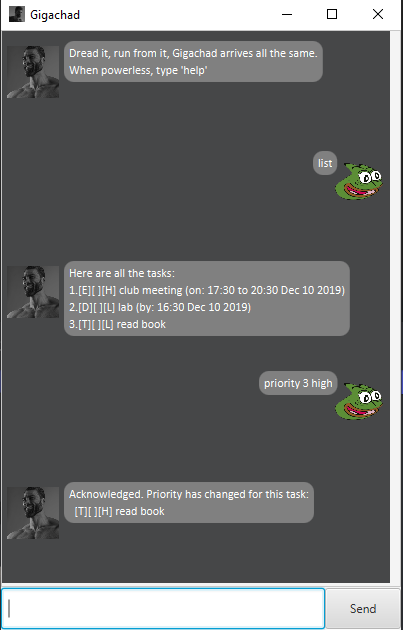 Gigachad
Dread it, run from it, Gigachad arrives all the same.
When powerless, type 'help'
list
Here are all the tasks:
1.[E][ ][H] club meeting (on: 17:30 to 20:30 Dec 10 2019)
2.[D][ ][L] lab (by: 16:30 Dec 10 2019)
3.[T][ ][L] read book
priority 3 high
Acknowledged. Priority has changed for this task:
[T][ ][H] read book
Send